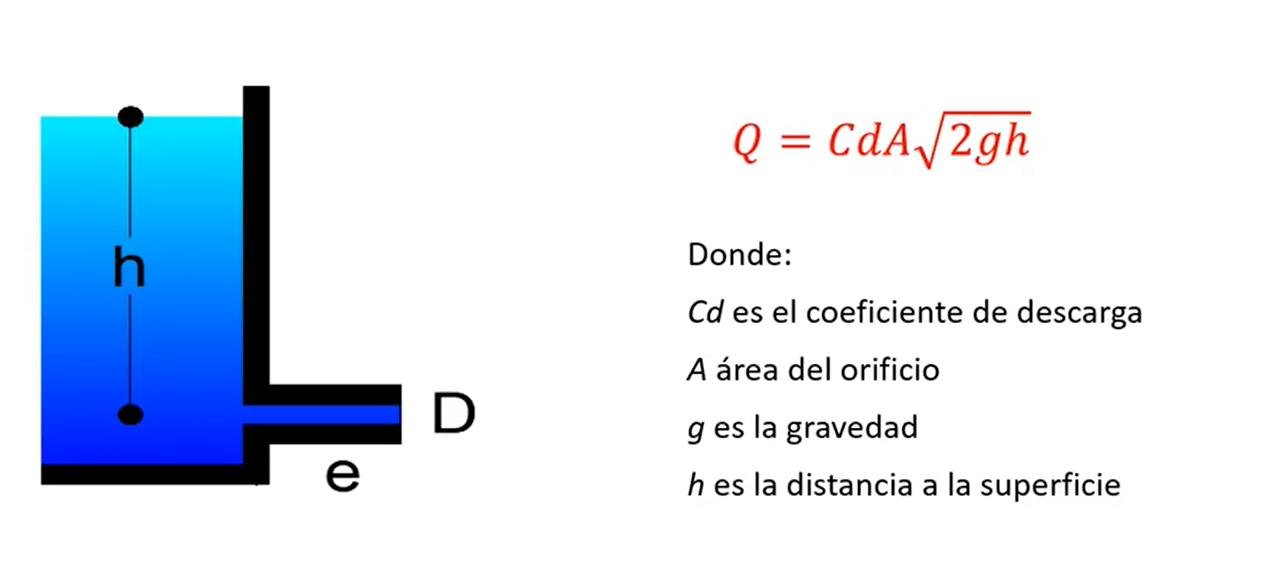 h
D
e
Q = CdA√2gh
Donde:
Cd es el coeficiente de descarga
A área del orificio
g es la gravedad
h es la distancia a la superficie